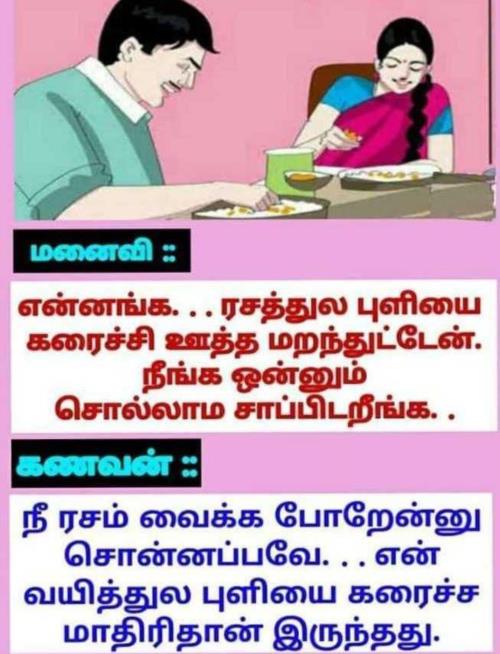 மனைவி ::
என்னங்க. . . ரசத்துல புளியை
கரைச்சி ஊத்த மறந்துட்டேன்.
நீங்க ஒன்னும்
சொல்லாம சாப்பிடறீங்க. .
கணவன் ::
நீ ரசம் வைக்க போறேன்னு
சொன்னப்பவே. . . என்
வயித்துல புளியை கரைச்ச
மாதிரிதான் இருந்தது.